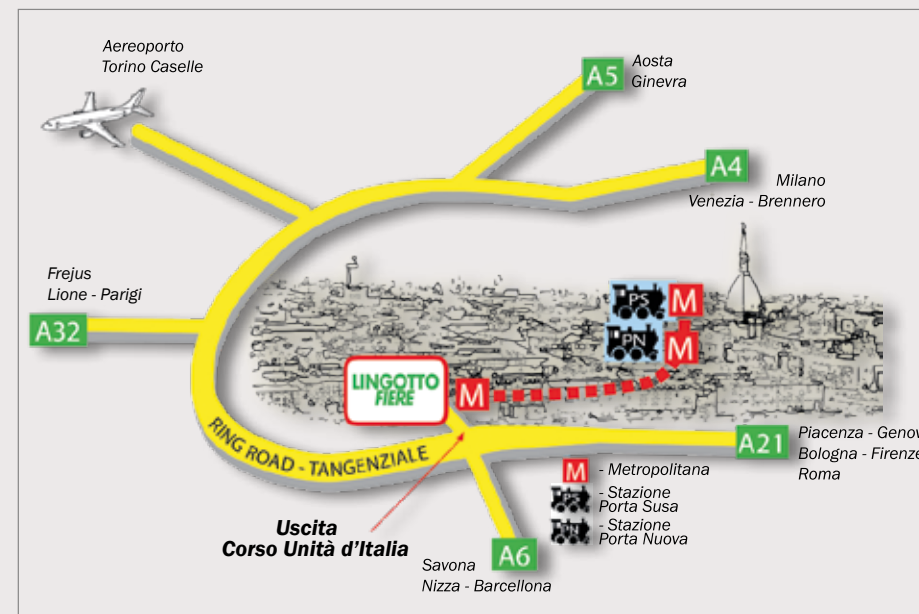 Aereoporto
Torino Caselle
A5
Aosta
Ginevra
A4
Milano
Venezia - Brennero
Frejus
Lione - Parigi
A32
PS
M
PN
M
LINGOTTO
FIERE
M
RING ROAD - TANGENZIALE
A21
Piacenza - Genov
Bologna - Firenze
Roma
M - Metropolitana
PS - Stazione
Porta Susa
PN - Stazione
Porta Nuova
Uscita
Corso Unità d'Italia
A6
Savona
Nizza - Barcellona